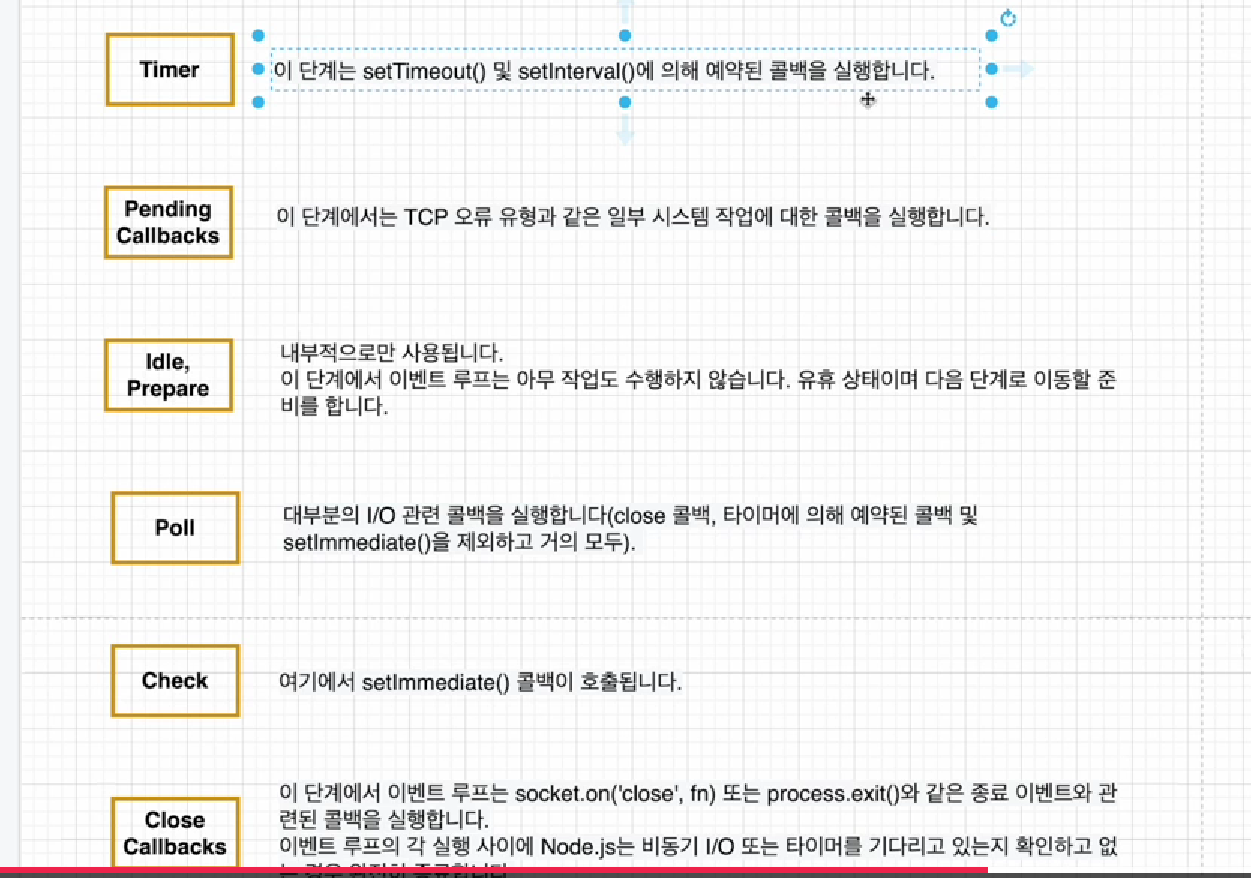 Timer
이 단계는 setTimeout() 및 setInterval()에 의해 예약된 콜백을 실행합니다.
Pending
Callbacks
이 단계에서는 TCP 오류 유형과 같은 일부 시스템 작업에 대한 콜백을 실행합니다.
Idle,
Prepare
내부적으로만 사용됩니다.
이 단계에서 이벤트 루프는 아무 작업도 수행하지 않습니다. 유휴 상태이며 다음 단계로 이동할 준
비를 합니다.
Poll
대부분의 I/O 관련 콜백을 실행합니다(close 콜백, 타이머에 의해 예약된 콜백 및
setImmediate()을 제외하고 거의 모두).
Check
여기에서 setImmediate() 콜백이 호출됩니다.
Close
Callbacks
이 단계에서 이벤트 루프는 socket.on('close', fn) 또는 process.exit()와 같은 종료 이벤트와 관
련된 콜백을 실행합니다.
이벤트 루프의 각 실행 사이에 Node.js는 비동기 I/O 또는 타이머를 기다리고 있는지 확인하고 없